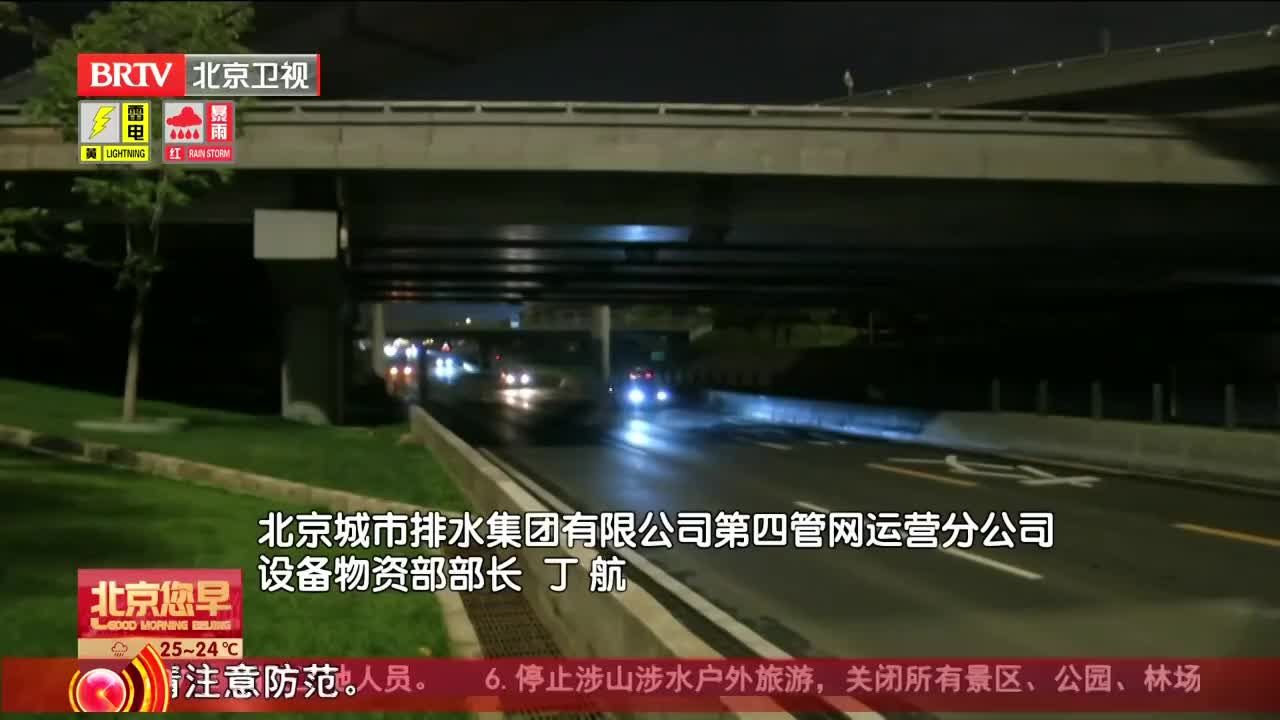 BRTV 北京卫视
雷电
黄 LIGHTNING
暴雨
红 RAIN STORM
北京城市排水集团有限公司第四管网运营分公司
设备物资部部长 丁航
北京您早
GOOD MORNING BEIJING
25~24℃
请注意防范。
他人员。 6.停止涉山涉水户外旅游，关闭所有景区、公园、林场